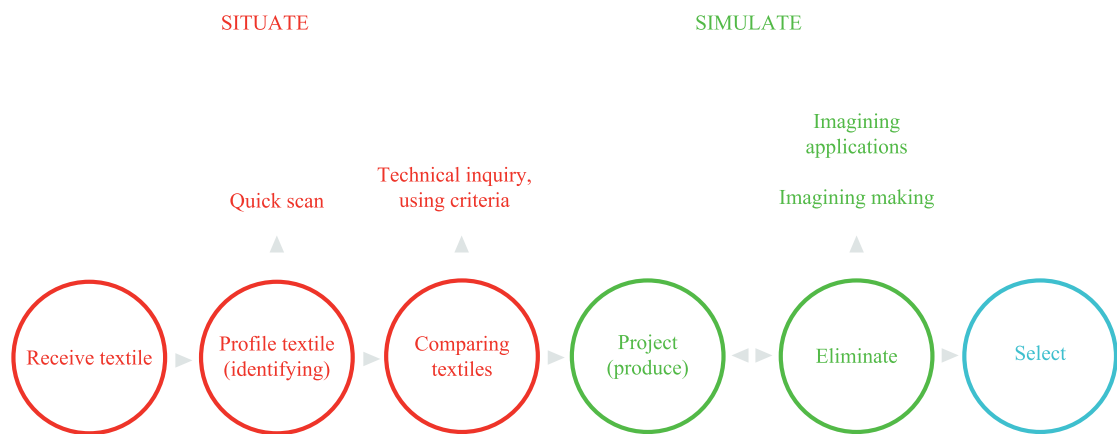 SITUATE
SIMULATE
Imagining
applications
Technical inquiry,
using criteria
Quick scan
Imagining making
Receive textile
Profile textile
(identifying)
Comparing
textiles
Project
(produce)
Eliminate
Select